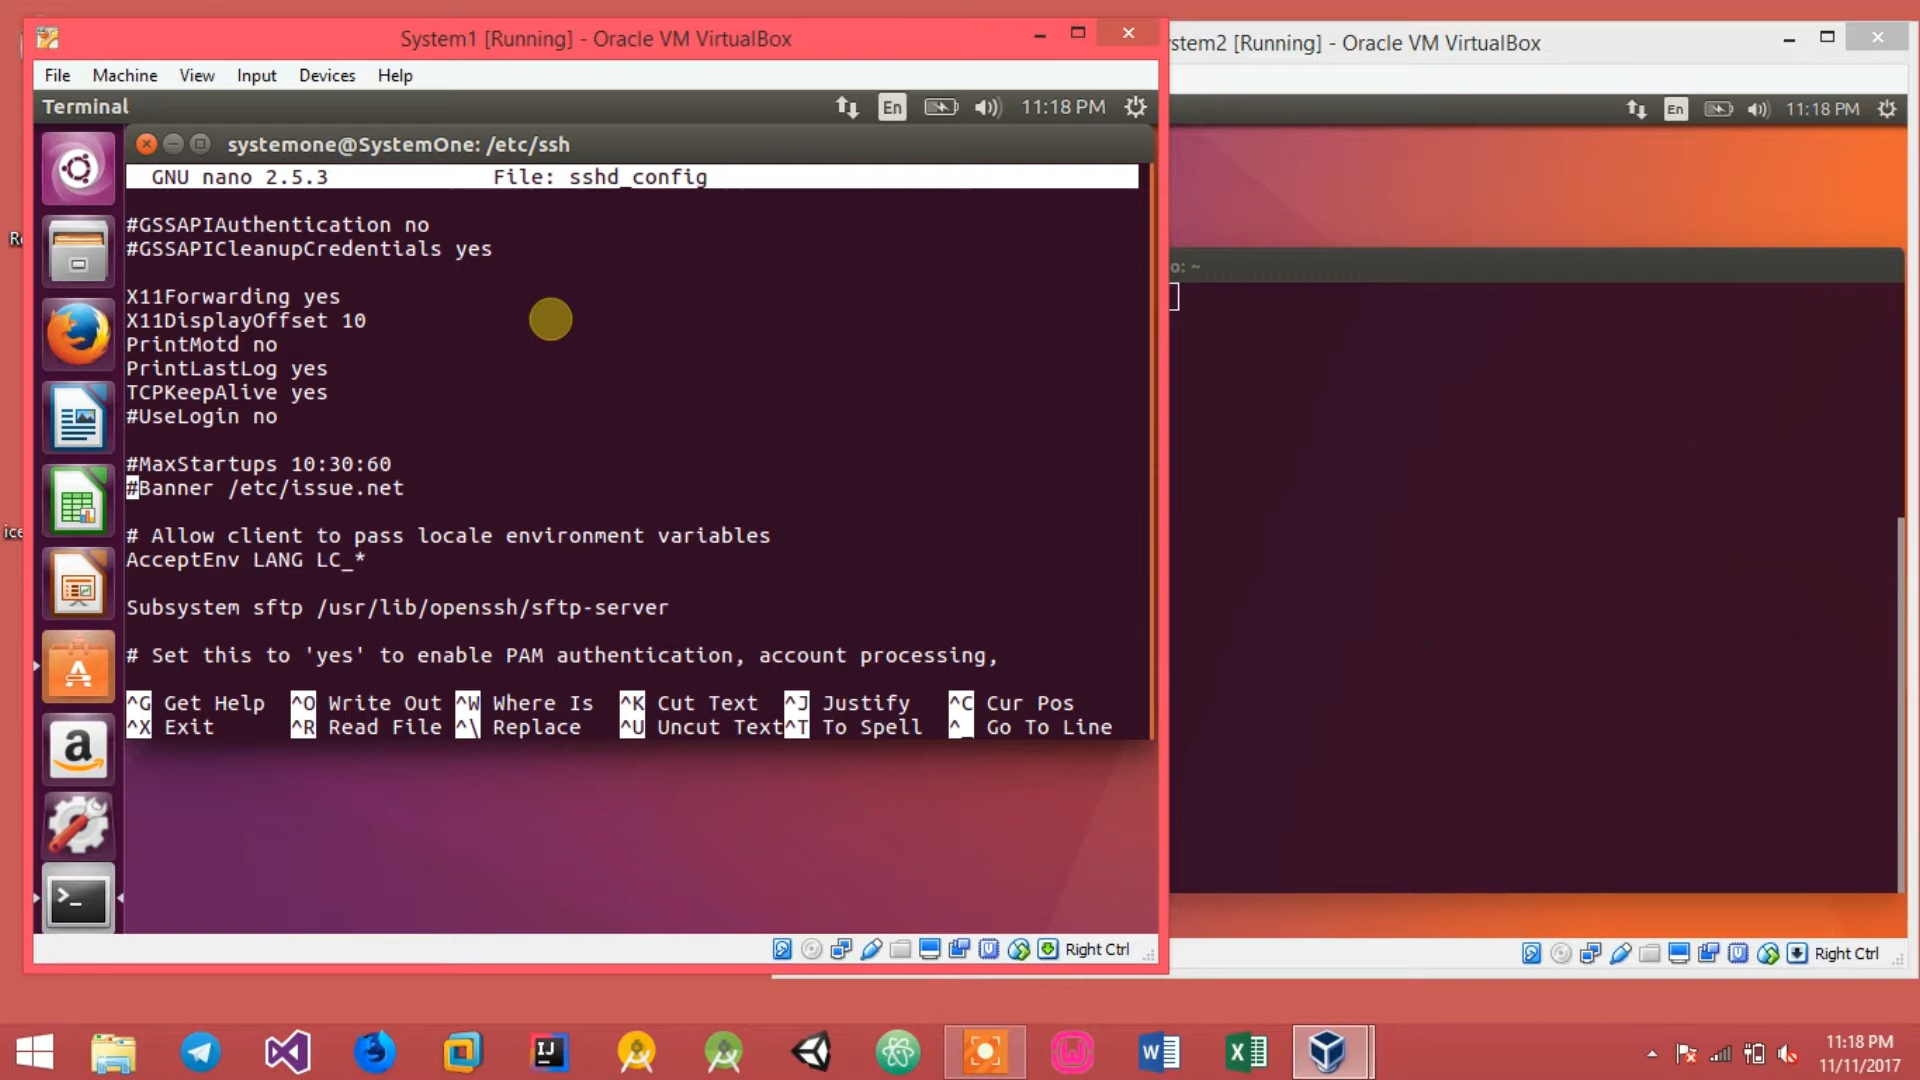 System1 [Running] - Oracle VM VirtualBox
stem2 [Running] - Oracle VM VirtualBox
File Machine View Input Devices Help
Terminal
En
11:18 PM
En
11:18 PM
systemone@SystemOne: /etc/ssh
GNU nano 2.5.3 File: sshd_config
#GSSAPIAuthentication no
#GSSAPICleanupCredentials yes
X11Forwarding yes
X11DisplayOffset 10
PrintMotd no
PrintLastLog yes
TCPKeepAlive yes
#UseLogin no
#MaxStartups 10:30:60
#Banner /etc/issue.net
# Allow client to pass locale environment variables
AcceptEnv LANG LC_*
Subsystem sftp /usr/lib/openssh/sftp-server
# Set this to 'yes' to enable PAM authentication, account processing,
^G Get Help ^O Write Out ^W Where Is ^K Cut Text ^J Justify ^C Cur Pos
^X Exit ^R Read File ^\ Replace ^U Uncut Text^T To Spell ^_ Go To Line
o: ~
Right Ctrl
Right Ctrl
11:18 PM
11/11/2017